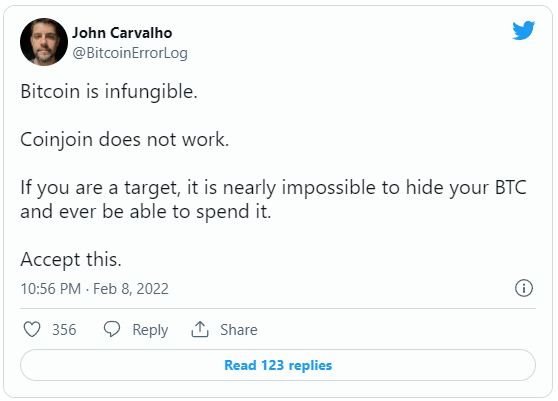 John Carvalho
@BitcoinErrorLog
Bitcoin is infungible.
Coinjoin does not work.
If you are a target, it is nearly impossible to hide your BTC
and ever be able to spend it.
Accept this.
10:56 PM · Feb 8, 2022
356 Reply Share
Read 123 replies